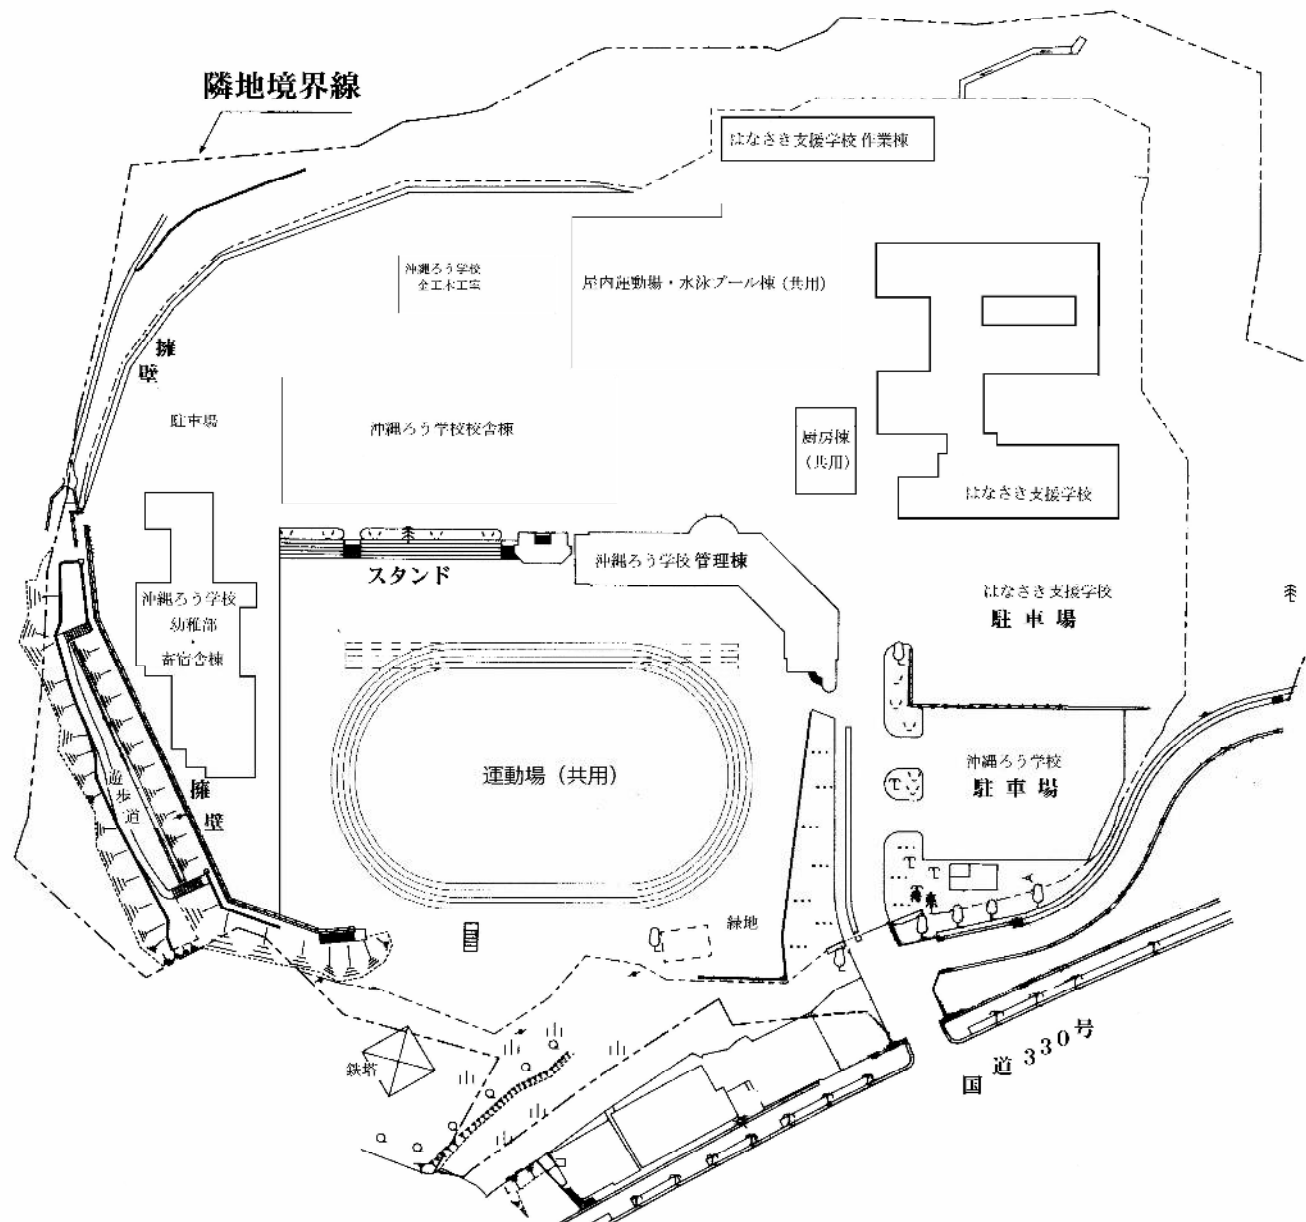 隣地境界線
はなさき支援学校 作業棟
沖縄ろう学校
金工木工室
屋内運動場・水泳プール棟（共用）
擁壁
駐車場
沖縄ろう学校校舎棟
厨房棟
（共用）
はなさき支援学校
スタンド
沖縄ろう学校 管理棟
沖縄ろう学校
幼稚部
・
寄宿舎棟
はなさき支援学校
駐車場
沖縄ろう学校
駐車場
運動場（共用）
遊歩道
擁壁
緑地
鉄塔
国道330号